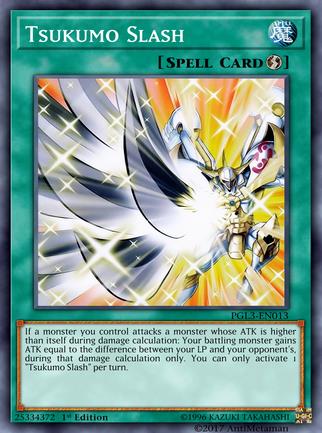 Tsukumo Slash
[Spell Card]
PGL3-EN013
If a monster you control attacks a monster whose ATK is higher
than itself during damage calculation: Your battling monster gains
ATK equal to the difference between your LP and your opponent's,
during that damage calculation only. You can only activate 1
"Tsukumo Slash" per turn.
25334372 1st Edition ©1996 KAZUKI TAKAHASHI
©2017 AntiMetaman